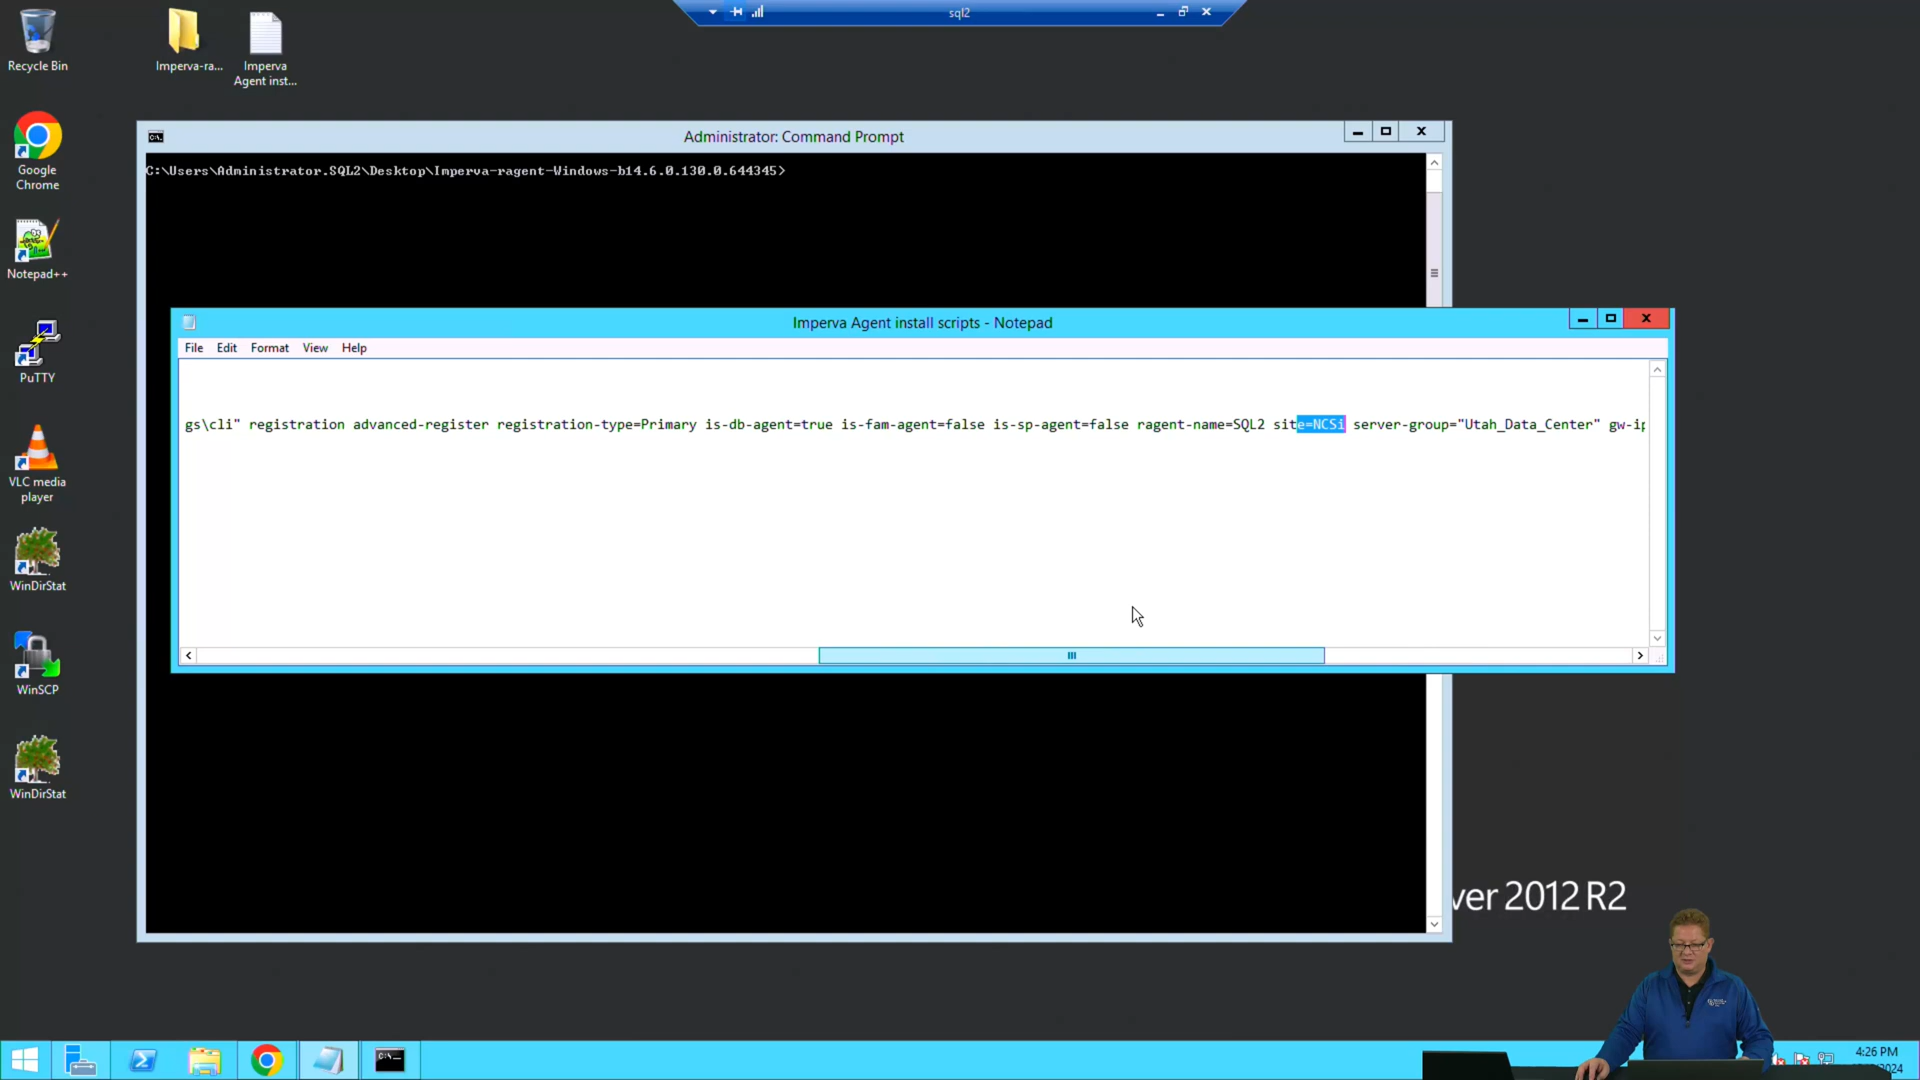 sql2
Recycle Bin
Imperva-ra...
Imperva
Agent inst...
Google
Chrome
Notepad++
PuTTY
VLC media
player
WinDirStat
WinSCP
WinDirStat
Administrator: Command Prompt
C:\Users\Administrator.SQL2\Desktop\Imperva-ragent-Windows-b14.6.0.130.0.644345>
Imperva Agent install scripts - Notepad
File Edit Format View Help
gs\cli" registration advanced-register registration-type=Primary is-db-agent=true is-fam-agent=false is-sp-agent=false ragent-name=SQL2 site=NCSi server-group="Utah_Data_Center" gw-ip
ver 2012 R2
4:26 PM
2024